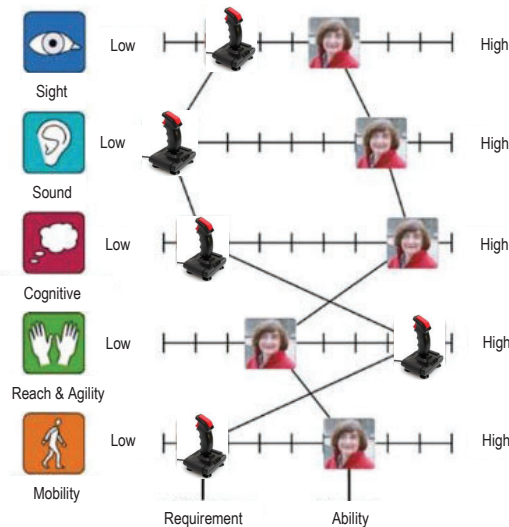 Low
High
Sight
Low
High
Sound
Low
High
Cognitive
Low
High
Reach & Agility
Low
High
Mobility
Requirement
Ability